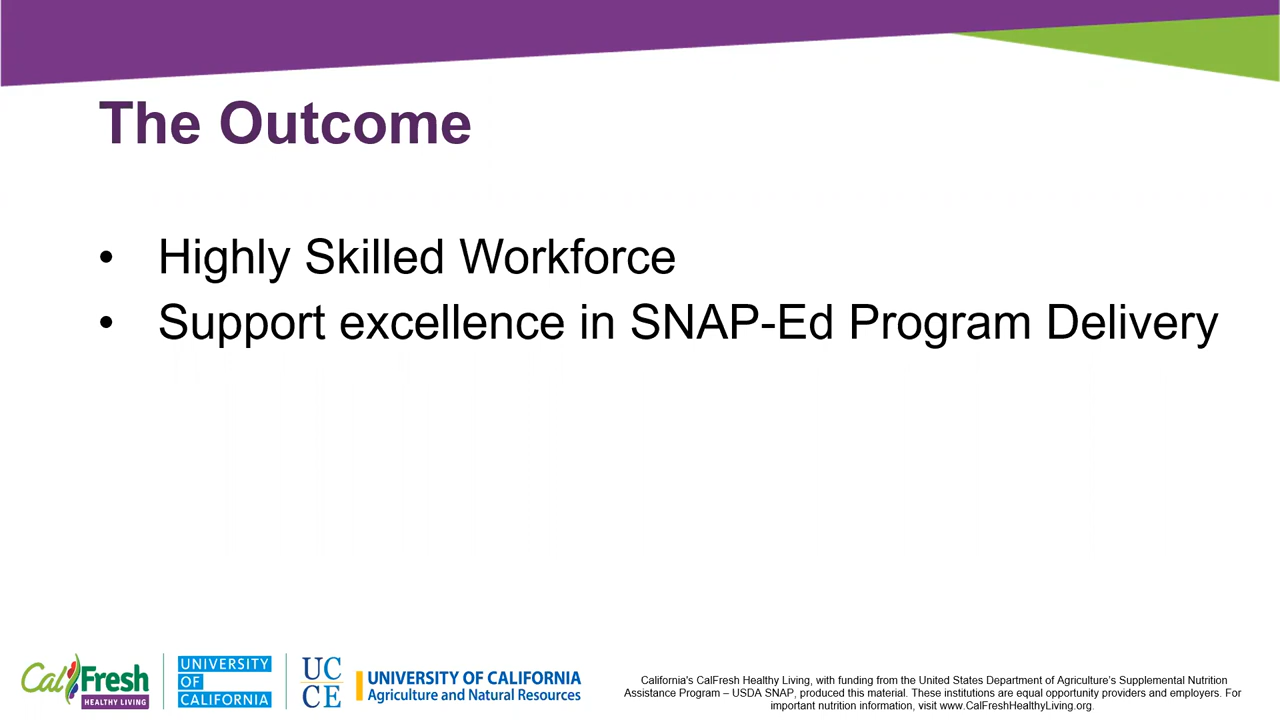 The Outcome
• Highly Skilled Workforce
• Support excellence in SNAP-Ed Program Delivery
CalFresh
HEALTHY LIVING
UNIVERSITY
OF
CALIFORNIA
UC
CE
UNIVERSITY OF CALIFORNIA
Agriculture and Natural Resources
California's CalFresh Healthy Living, with funding from the United States Department of Agriculture's Supplemental Nutrition
Assistance Program – USDA SNAP, produced this material. These institutions are equal opportunity providers and employers. For
important nutrition information, visit www.CalFreshHealthyLiving.org.